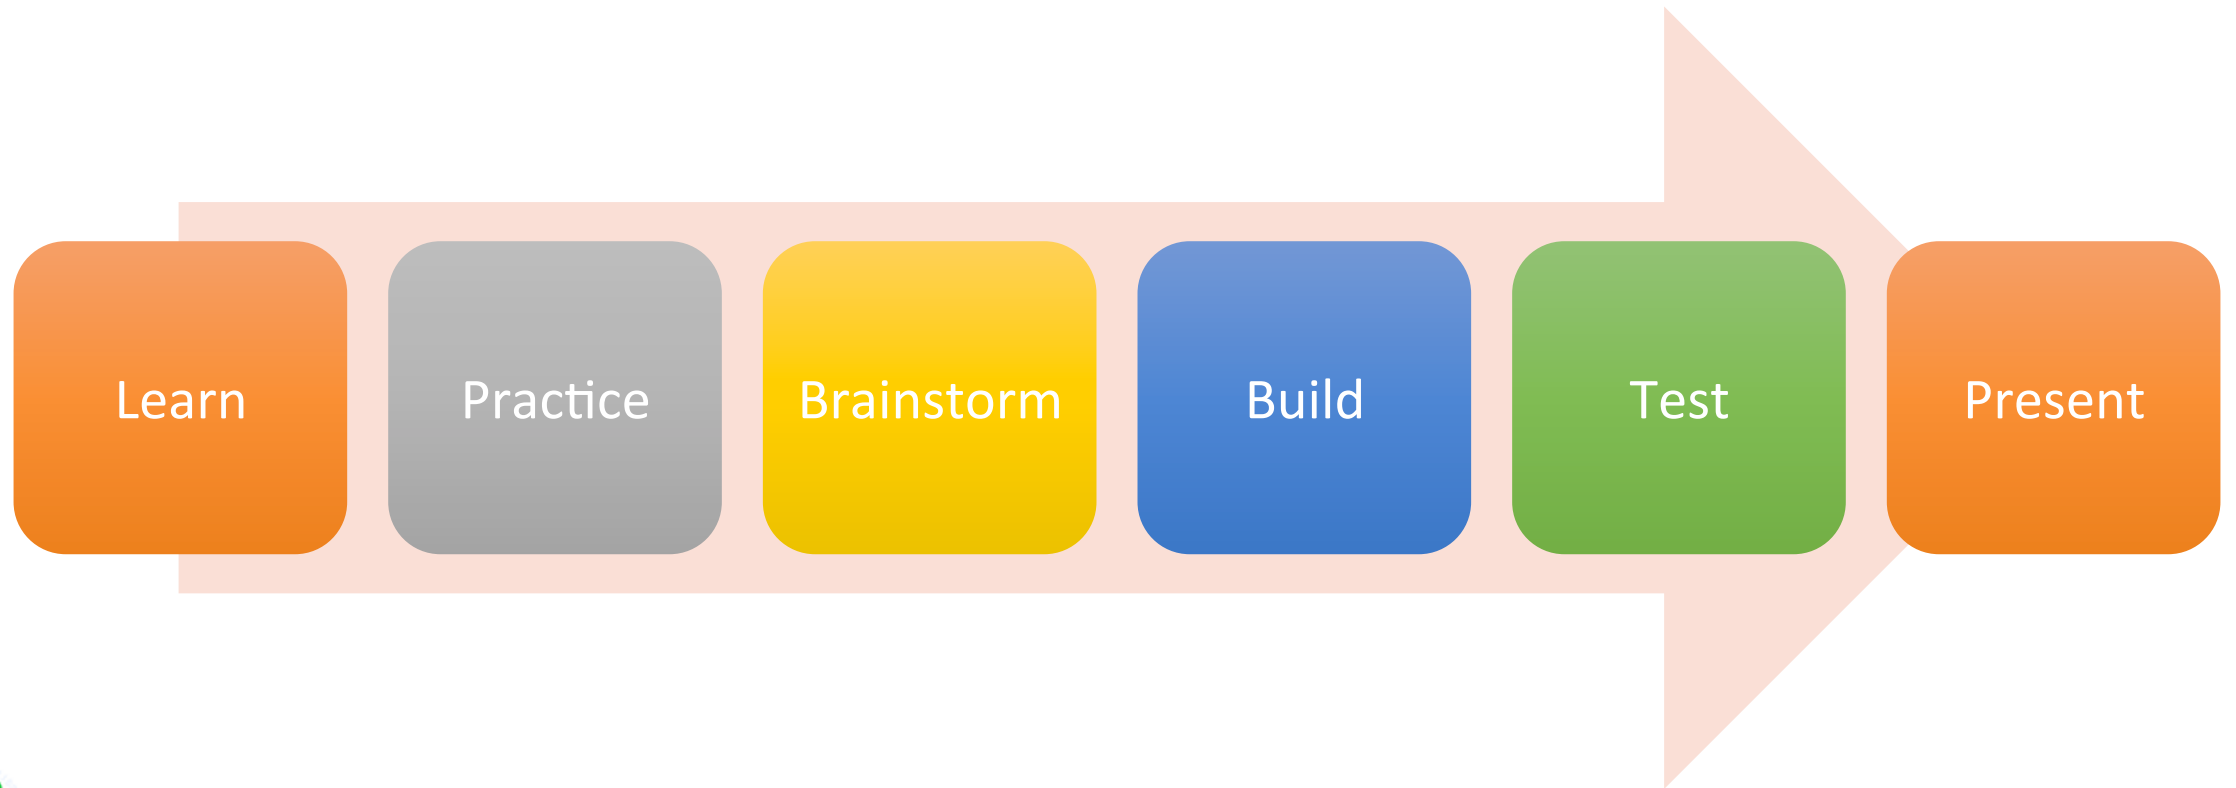 Learn
Practice
Brainstorm
Build
Test
Present